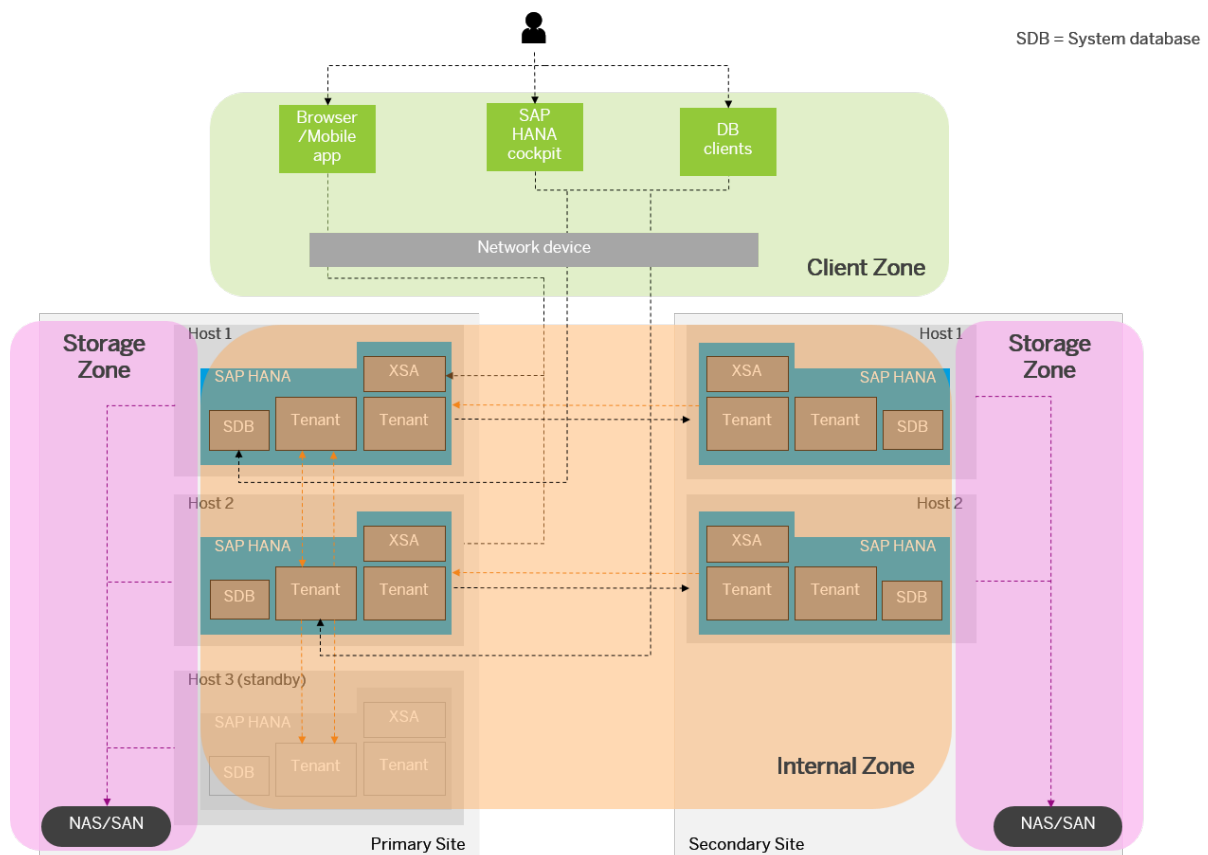 SDB = System database
Browser
/Mobile
app
SAP
HANA
cockpit
DB
clients
Network device
Client Zone
Storage
Zone
Host 1
SAP HANA
XSA
SDB
Tenant
Tenant
Host 2
SAP HANA
XSA
SDB
Tenant
Tenant
Host 3 (standby)
SAP HANA
XSA
SDB
Tenant
Tenant
NAS/SAN
Primary Site
Host 1
XSA
SAP HANA
Tenant
Tenant
SDB
Host 2
XSA
SAP HANA
Tenant
Tenant
SDB
Internal Zone
Secondary Site
Storage
Zone
NAS/SAN